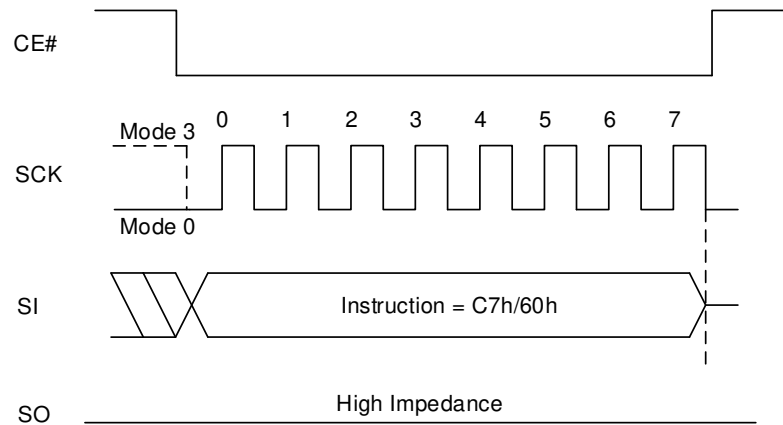 CE#
0 1 2 3 4 5 6 7
Mode 3
SCK
Mode 0
SI
Instruction = C7h/60h
High Impedance
SO